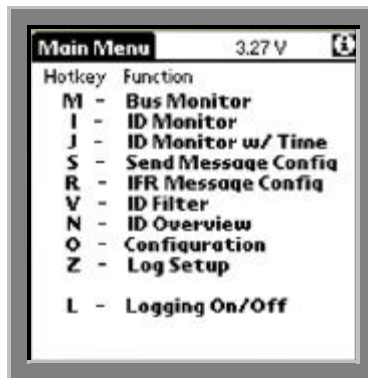 Main Menu 3.27 V i
Hotkey Function
M - Bus Monitor
I - ID Monitor
J - ID Monitor w/ Time
S - Send Message Config
R - IFR Message Config
V - ID Filter
N - ID Overview
O - Configuration
Z - Log Setup
L - Logging On/Off